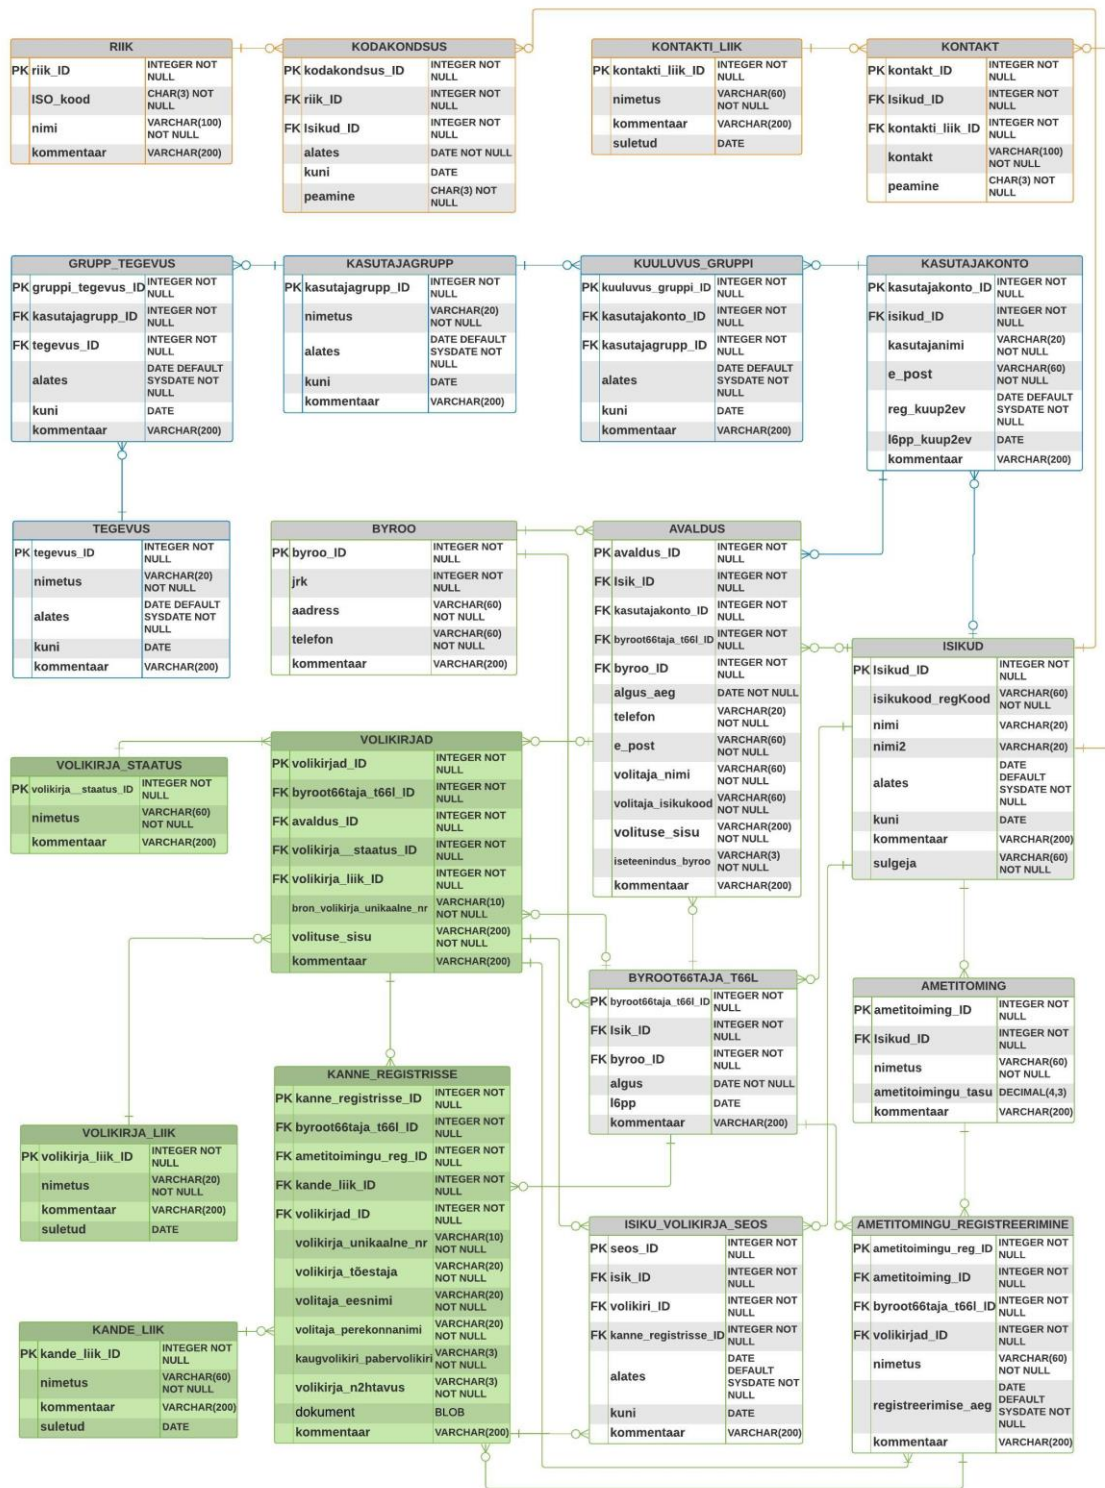 RIIK
PK riik_ID INTEGER NOT NULL
ISO_kood CHAR(3) NOT NULL
nimi VARCHAR(100) NOT NULL
kommentaar VARCHAR(200)
KODAKONDSUS
PK kodakondsus_ID INTEGER NOT NULL
FK riik_ID INTEGER NOT NULL
FK Isikud_ID INTEGER NOT NULL
alates DATE NOT NULL
kuni DATE
peamine CHAR(3) NOT NULL
KONTAKTI_LIIK
PK kontakti_liik_ID INTEGER NOT NULL
nimetus VARCHAR(60) NOT NULL
kommentaar VARCHAR(200)
suletud DATE
KONTAKT
PK kontakt_ID INTEGER NOT NULL
FK Isikud_ID INTEGER NOT NULL
FK kontakti_liik_ID INTEGER NOT NULL
kontakt VARCHAR(100) NOT NULL
peamine CHAR(3) NOT NULL
GRUPP_TEGEVUS
PK gruppi_tegevus_ID INTEGER NOT NULL
FK kasutajagrupp_ID INTEGER NOT NULL
FK tegevus_ID INTEGER NOT NULL
alates DATE DEFAULT SYSDATE NOT NULL
kuni DATE
kommentaar VARCHAR(200)
KASUTAJAGRUPP
PK kasutajagrupp_ID INTEGER NOT NULL
nimetus VARCHAR(20) NOT NULL
alates DATE DEFAULT SYSDATE NOT NULL
kuni DATE
kommentaar VARCHAR(200)
KUULUVUS_GRUPPI
PK kuuluvus_gruppi_ID INTEGER NOT NULL
FK kasutajakonto_ID INTEGER NOT NULL
FK kasutajagrupp_ID INTEGER NOT NULL
alates DATE DEFAULT SYSDATE NOT NULL
kuni DATE
kommentaar VARCHAR(200)
KASUTAJAKONTO
PK kasutajakonto_ID INTEGER NOT NULL
FK isikud_ID INTEGER NOT NULL
kasutajanimi VARCHAR(20) NOT NULL
e_post VARCHAR(60) NOT NULL
reg_kuup2ev DATE DEFAULT SYSDATE NOT NULL
l6pp_kuup2ev DATE
kommentaar VARCHAR(200)
TEGEVUS
PK tegevus_ID INTEGER NOT NULL
nimetus VARCHAR(20) NOT NULL
alates DATE DEFAULT SYSDATE NOT NULL
kuni DATE
kommentaar VARCHAR(200)
BYROO
PK byroo_ID INTEGER NOT NULL
jrk INTEGER NOT NULL
aadress VARCHAR(60) NOT NULL
telefon VARCHAR(60) NOT NULL
kommentaar VARCHAR(200)
AVALDUS
PK avaldus_ID INTEGER NOT NULL
FK Isik_ID INTEGER NOT NULL
FK kasutajakonto_ID INTEGER NOT NULL
FK byroot66taja_t66l_ID INTEGER NOT NULL
FK byroo_ID INTEGER NOT NULL
algus_aeg DATE NOT NULL
telefon VARCHAR(20) NOT NULL
e_post VARCHAR(60) NOT NULL
volitaja_nimi VARCHAR(60) NOT NULL
volitaja_isikukood VARCHAR(60) NOT NULL
volituse_sisu VARCHAR(200) NOT NULL
iseteenindus_byroo VARCHAR(3) NOT NULL
kommentaar VARCHAR(200)
ISIKUD
PK Isikud_ID INTEGER NOT NULL
isikukood_regKood VARCHAR(60) NOT NULL
nimi VARCHAR(20)
nimi2 VARCHAR(20)
alates DATE DEFAULT SYSDATE NOT NULL
kuni DATE
kommentaar VARCHAR(200)
sulgeja VARCHAR(60) NOT NULL
VOLIKIRJA_STAATUS
PK volikirja__staatus_ID INTEGER NOT NULL
nimetus VARCHAR(60) NOT NULL
kommentaar VARCHAR(200)
VOLIKIRJAD
PK volikirjad_ID INTEGER NOT NULL
FK byroot66taja_t66l_ID INTEGER NOT NULL
FK avaldus_ID INTEGER NOT NULL
FK volikirja__staatus_ID INTEGER NOT NULL
FK volikirja_liik_ID INTEGER NOT NULL
bron_volikirja_unikaalne_nr VARCHAR(10) NOT NULL
volituse_sisu VARCHAR(200) NOT NULL
kommentaar VARCHAR(200)
BYROOT66TAJA_T66L
PK byroot66taja_t66l_ID INTEGER NOT NULL
FK Isik_ID INTEGER NOT NULL
FK byroo_ID INTEGER NOT NULL
algus DATE NOT NULL
l6pp DATE
kommentaar VARCHAR(200)
AMETITOMING
PK ametitoiming_ID INTEGER NOT NULL
FK Isikud_ID INTEGER NOT NULL
nimetus VARCHAR(60) NOT NULL
ametitoimingu_tasu DECIMAL(4,3)
kommentaar VARCHAR(200)
VOLIKIRJA_LIIK
PK volikirja_liik_ID INTEGER NOT NULL
nimetus VARCHAR(20) NOT NULL
kommentaar VARCHAR(200)
suletud DATE
KANNE_REGISTRISSE
PK kanne_registrisse_ID INTEGER NOT NULL
FK byroot66taja_t66l_ID INTEGER NOT NULL
FK ametitoimingu_reg_ID INTEGER NOT NULL
FK kande_liik_ID INTEGER NOT NULL
FK volikirjad_ID INTEGER NOT NULL
volikirja_unikaalne_nr VARCHAR(10) NOT NULL
volikirja_tõestaja VARCHAR(20) NOT NULL
volitaja_eesnimi VARCHAR(20) NOT NULL
volitaja_perekonnanimi VARCHAR(20) NOT NULL
kaugvolikiri_pabervolikiri VARCHAR(3) NOT NULL
volikirja_n2htavus VARCHAR(3) NOT NULL
dokument BLOB
kommentaar VARCHAR(200)
KANDE_LIIK
PK kande_liik_ID INTEGER NOT NULL
nimetus VARCHAR(60) NOT NULL
kommentaar VARCHAR(200)
suletud DATE
ISIKU_VOLIKIRJA_SEOS
PK seos_ID INTEGER NOT NULL
FK isik_ID INTEGER NOT NULL
FK volikiri_ID INTEGER NOT NULL
FK kanne_registrisse_ID INTEGER NOT NULL
alates DATE DEFAULT SYSDATE NOT NULL
kuni DATE
kommentaar VARCHAR(200)
AMETITOMINGU_REGISTREERIMINE
PK ametitoimingu_reg_ID INTEGER NOT NULL
FK ametitoiming_ID INTEGER NOT NULL
FK byroot66taja_t66l_ID INTEGER NOT NULL
FK volikirjad_ID INTEGER NOT NULL
nimetus VARCHAR(60) NOT NULL
registreerimise_aeg DATE DEFAULT SYSDATE NOT NULL
kommentaar VARCHAR(200)